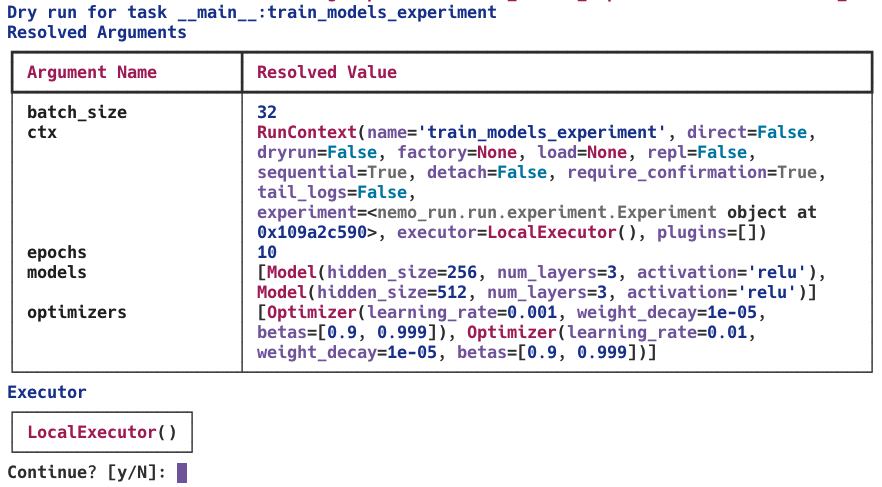 Dry run for task __main__:train_models_experiment
Resolved Arguments
Argument Name Resolved Value
batch_size 32
ctx RunContext(name='train_models_experiment', direct=False,
dryrun=False, factory=None, load=None, repl=False,
sequential=True, detach=False, require_confirmation=True,
tail_logs=False,
experiment=<nemo_run.run.experiment.Experiment object at
0x109a2c590>, executor=LocalExecutor(), plugins=[])
epochs 10
models [Model(hidden_size=256, num_layers=3, activation='relu'),
Model(hidden_size=512, num_layers=3, activation='relu')]
optimizers [Optimizer(learning_rate=0.001, weight_decay=1e-05,
betas=[0.9, 0.999]), Optimizer(learning_rate=0.01,
weight_decay=1e-05, betas=[0.9, 0.999])]
Executor
LocalExecutor()
Continue? [y/N]: